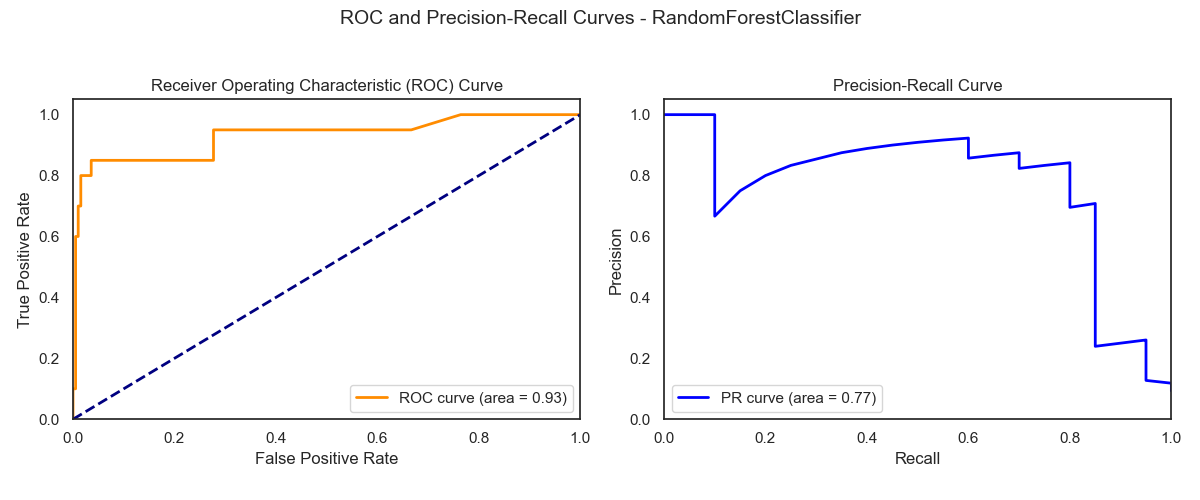 ROC and Precision-Recall Curves - RandomForestClassifier
Receiver Operating Characteristic (ROC) Curve
True Positive Rate
1.0
0.8
0.6
0.4
0.2
0.0
ROC curve (area = 0.93)
0.0 0.2 0.4 0.6 0.8 1.0
False Positive Rate
Precision-Recall Curve
Precision
1.0
0.8
0.6
0.4
0.2
0.0
PR curve (area = 0.77)
0.0 0.2 0.4 0.6 0.8 1.0
Recall